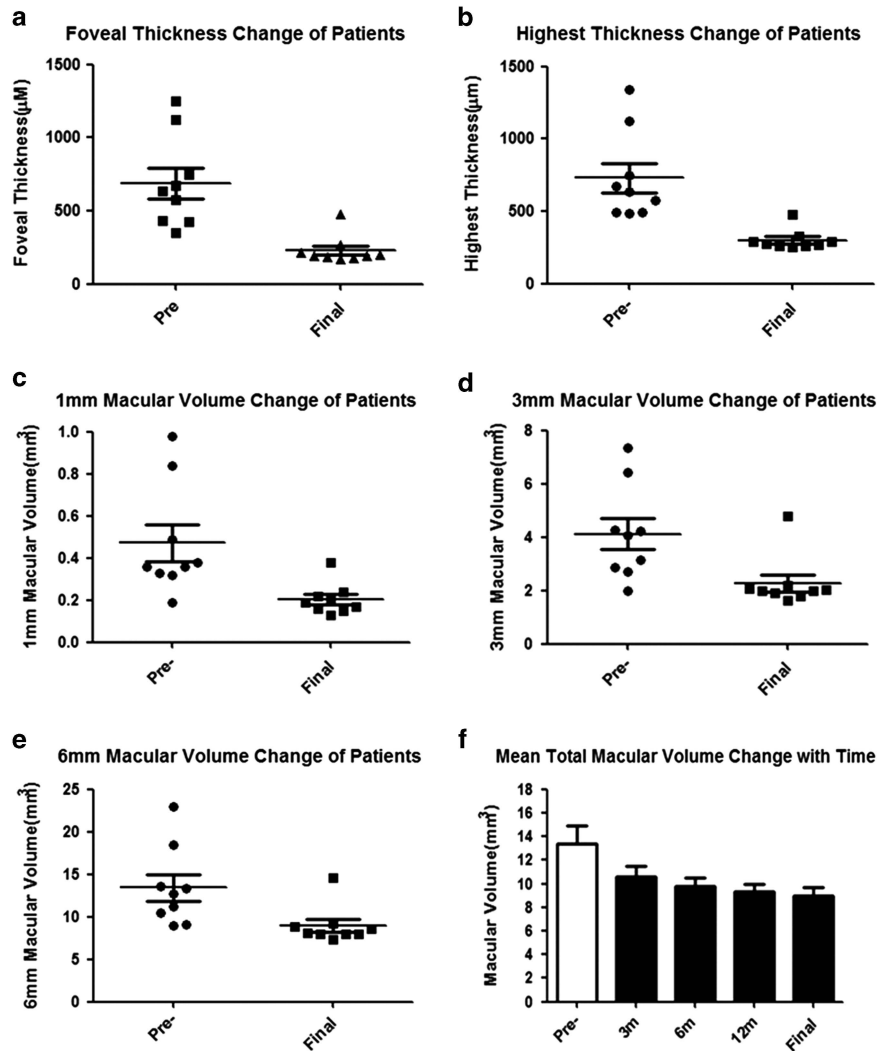 a
Foveal Thickness Change of Patients
1500
1000
500
0
Foveal Thickness(µM)
Pre
Final
b
Highest Thickness Change of Patients
1500
1000
500
0
Highest Thickness(µm)
Pre-
Final
c
1mm Macular Volume Change of Patients
1.0
0.8
0.6
0.4
0.2
0.0
1mm Macular Volume(mm³)
Pre-
Final
d
3mm Macular Volume Change of Patients
8
6
4
2
0
3mm Macular Volume(mm³)
Pre-
Final
e
6mm Macular Volume Change of Patients
25
20
15
10
5
0
6mm Macular Volume(mm³)
Pre-
Final
f
Mean Total Macular Volume Change with Time
18
16
14
12
10
8
6
4
2
0
Macular Volume(mm³)
Pre-
3m
6m
12m
Final